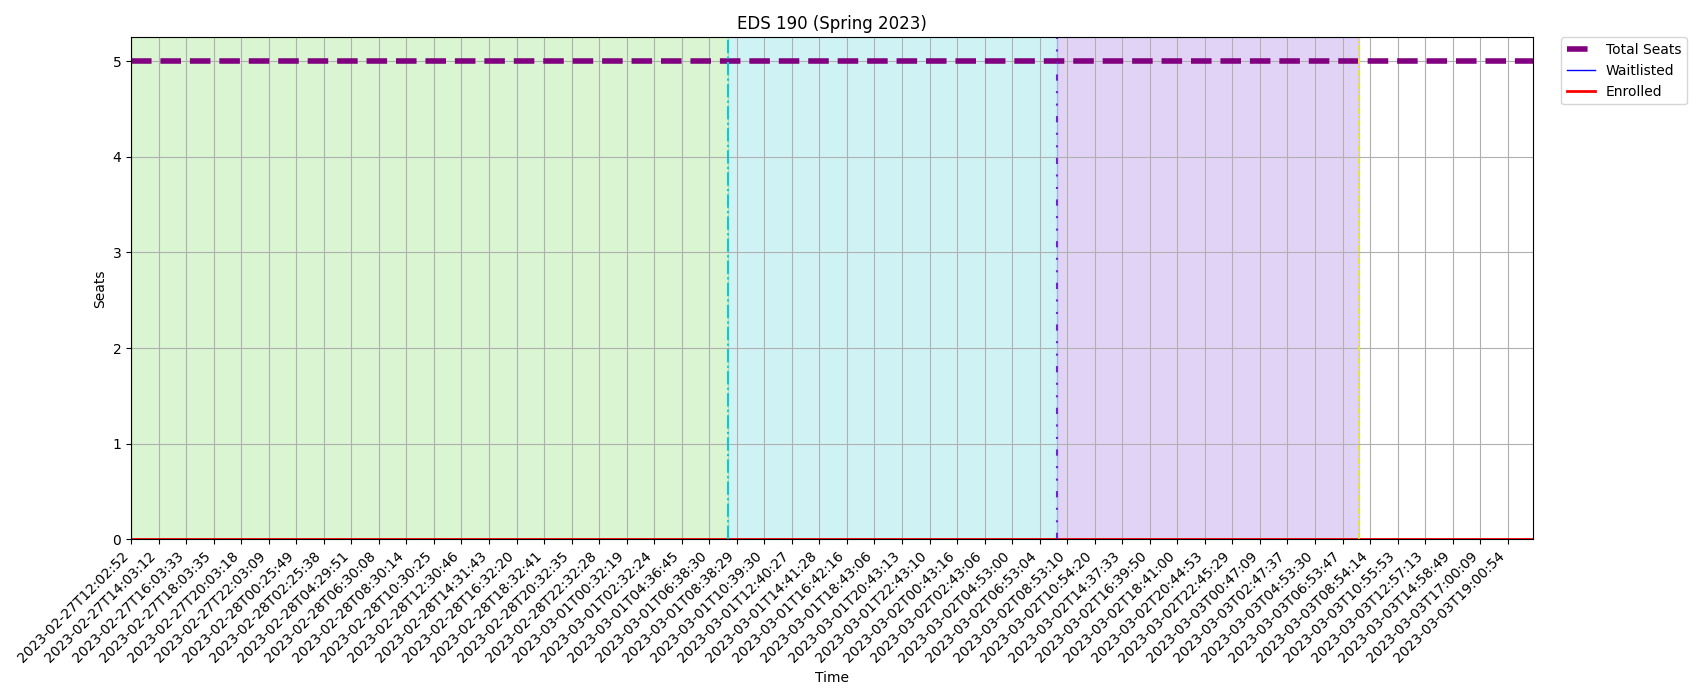 EDS 190 (Spring 2023)
Total Seats
Waitlisted
Enrolled
5
4
3
2
1
0
Seats
2023-02-27T12:02:52
2023-02-27T14:03:12
2023-02-27T16:03:33
2023-02-27T18:03:35
2023-02-27T20:03:18
2023-02-27T22:03:09
2023-02-28T00:25:49
2023-02-28T02:25:38
2023-02-28T04:29:51
2023-02-28T06:30:08
2023-02-28T08:30:14
2023-02-28T10:30:25
2023-02-28T12:30:46
2023-02-28T14:31:43
2023-02-28T16:32:20
2023-02-28T18:32:41
2023-02-28T20:32:35
2023-02-28T22:32:28
2023-03-01T00:32:19
2023-03-01T02:32:24
2023-03-01T04:36:45
2023-03-01T06:38:30
2023-03-01T08:38:29
2023-03-01T10:39:30
2023-03-01T12:40:27
2023-03-01T14:41:28
2023-03-01T16:42:16
2023-03-01T18:43:06
2023-03-01T20:43:13
2023-03-01T22:43:10
2023-03-02T00:43:16
2023-03-02T02:43:06
2023-03-02T04:53:00
2023-03-02T06:53:04
2023-03-02T08:53:10
2023-03-02T10:54:20
2023-03-02T14:37:33
2023-03-02T16:39:50
2023-03-02T18:41:00
2023-03-02T20:44:53
2023-03-02T22:45:29
2023-03-03T00:47:09
2023-03-03T02:47:37
2023-03-03T04:53:30
2023-03-03T06:53:47
2023-03-03T08:54:14
2023-03-03T10:55:53
2023-03-03T12:57:13
2023-03-03T14:58:49
2023-03-03T17:00:09
2023-03-03T19:00:54
Time